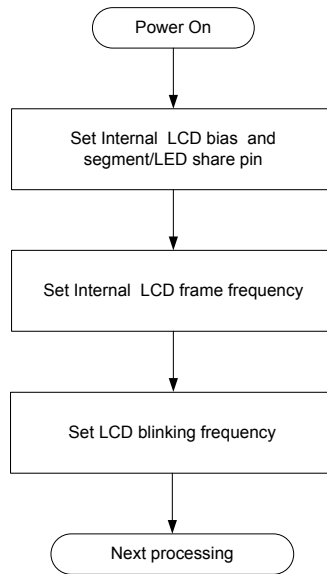 Power On
Set Internal LCD bias and
segment/LED share pin
Set Internal LCD frame frequency
Set LCD blinking frequency
Next processing